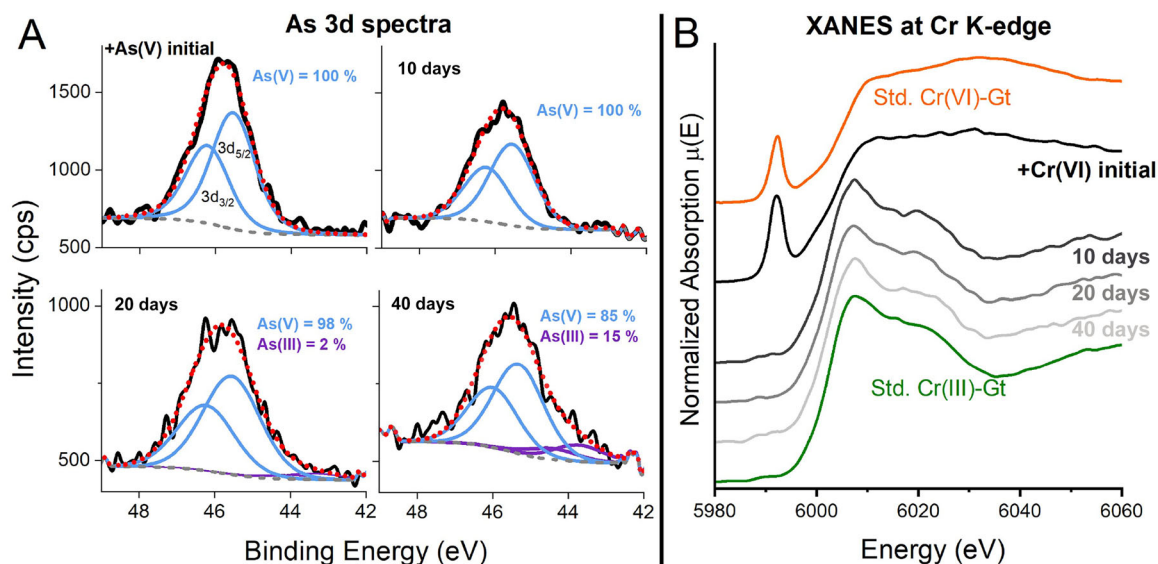 A
As 3d spectra
+As(V) initial
As(V) = 100 %
3d5/2
3d3/2
1500
1000
500
10 days
As(V) = 100 %
20 days
As(V) = 98 %
As(III) = 2 %
1000
500
40 days
As(V) = 85 %
As(III) = 15 %
48 46 44 42
48 46 44 42
Intensity (cps)
Binding Energy (eV)
B
XANES at Cr K-edge
Std. Cr(VI)-Gt
+Cr(VI) initial
10 days
20 days
40 days
Std. Cr(III)-Gt
Normalized Absorption μ(E)
5980 6000 6020 6040 6060
Energy (eV)